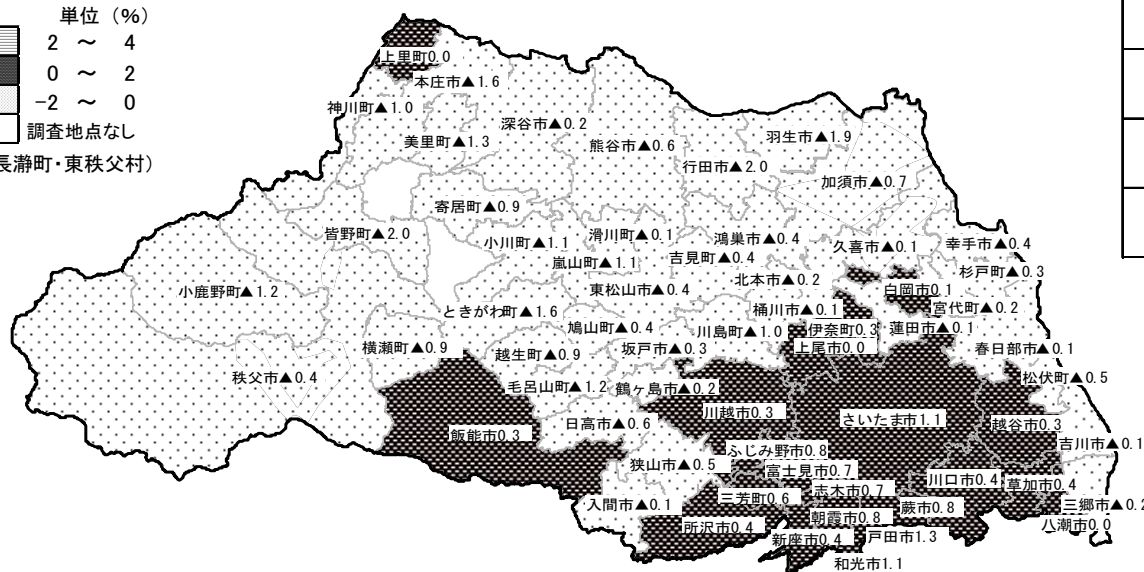 単位（%）
2 ～ 4
0 ～ 2
-2 ～ 0
調査地点なし
長瀞町・東秩父村）
上里町0.0
本庄市▲1.6
神川町▲1.0
深谷市▲0.2
美里町▲1.3
熊谷市▲0.6
羽生市▲1.9
行田市▲2.0
加須市▲0.7
寄居町▲0.9
皆野町▲2.0
小川町▲1.1
滑川町▲0.1
鴻巣市▲0.4
久喜市▲0.1
幸手市▲0.4
嵐山町▲1.1
吉見町▲0.4
杉戸町▲0.3
小鹿野町▲1.2
東松山市▲0.4
北本市▲0.2
白岡市0.1
宮代町▲0.2
ときがわ町▲1.6
桶川市▲0.1
鳩山町▲0.4
川島町▲1.0
伊奈町0.3
蓮田市▲0.1
横瀬町▲0.9
越生町▲0.9
坂戸市▲0.3
上尾市0.0
春日部市▲0.1
秩父市▲0.4
毛呂山町▲1.2
鶴ヶ島▲0.2
松伏町▲0.5
川越市0.3
さいたま市1.1
越谷市0.3
飯能市0.3
日高市▲0.6
吉川市▲0.1
ふじみ野市0.8
狭山市▲0.5
富士見市0.7
川口市0.4
草加市0.4
入間市▲0.1
三芳町0.6
志木市0.7
蕨市0.8
三郷市▲0.2
所沢市0.4
朝霞市0.8
八潮市0.0
新座市0.4
戸田市1.3
和光市1.1